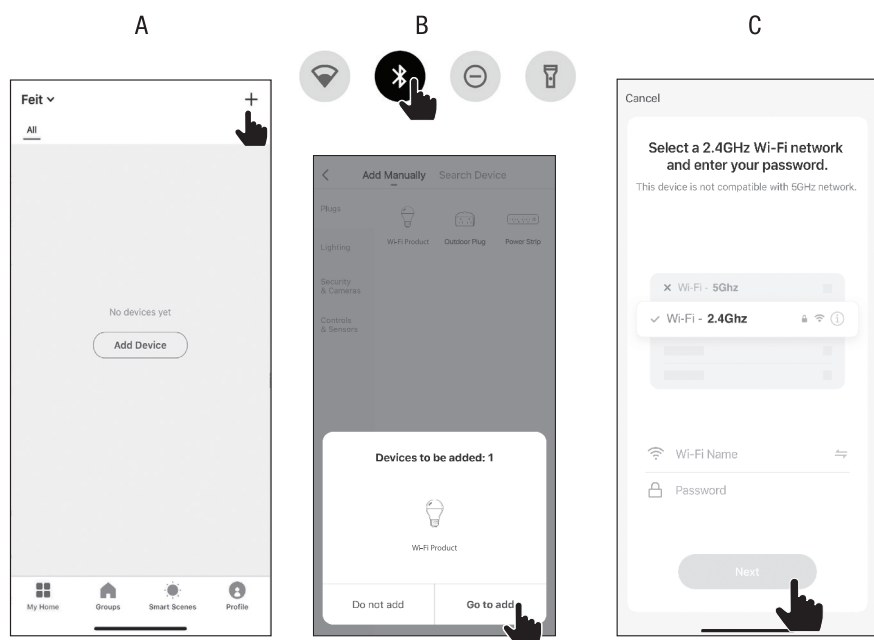 A
B
C
Feit
All
No devices yet
Add Device
My Home
Groups
Smart Scenes
Profile
Add Manually
Search Device
Plugs
Wi-Fi Product
Outdoor Plug
Power Strip
Lighting
Security
& Cameras
Controls
& Sensors
Devices to be added: 1
Wi-Fi Product
Do not add
Go to add
Cancel
Select a 2.4GHz Wi-Fi network
and enter your password.
This device is not compatible with 5GHz network.
Wi-Fi - 5Ghz
Wi-Fi - 2.4Ghz
Wi-Fi Name
Password
Next